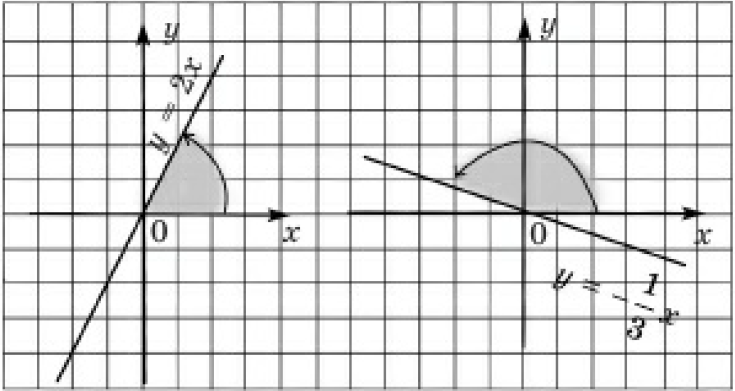 y
y = 2x
0
x
y
0
x
y = -1/3 x